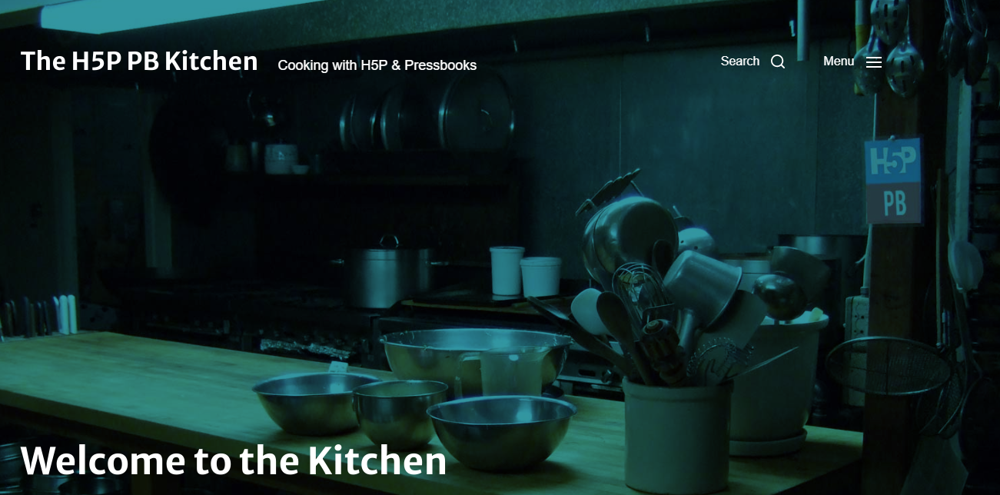 The H5P PB Kitchen
Cooking with H5P & Pressbooks
Search
Menu
H5P
PB
Welcome to the Kitchen